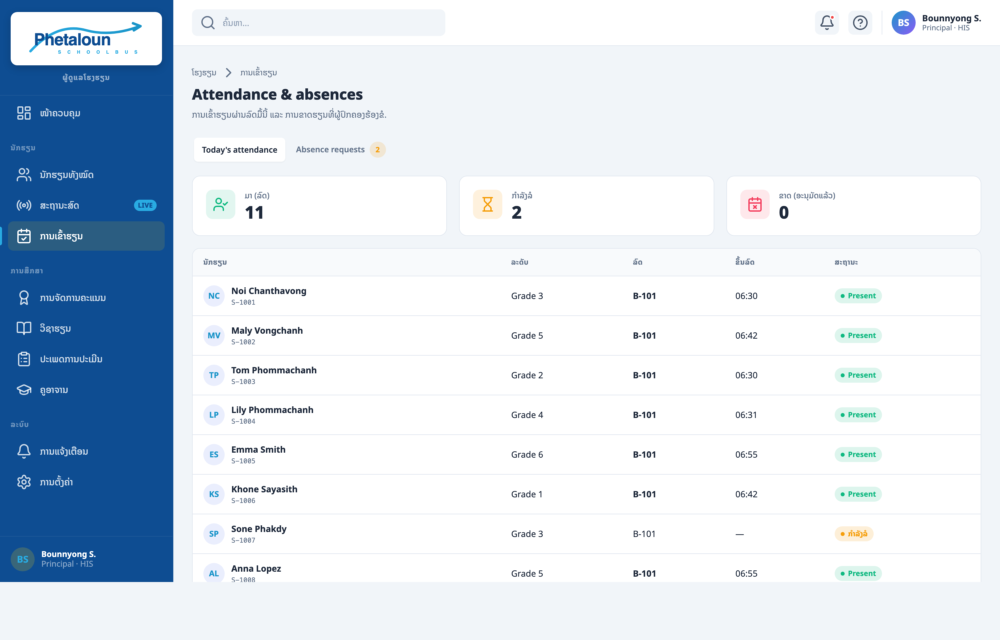 Phetaloun
SCHOOLBUS
ຜູ້ດູແລໂຮງຮຽນ
ໜ້າຄວບຄຸມ
ນັກຮຽນ
ນັກຮຽນທັງໝົດ
ສະຖານະສົດ LIVE
ການເຂົ້າຮຽນ
ການສຶກສາ
ການຈັດການຄະແນນ
ວິຊາຮຽນ
ປະເພດການປະເມີນ
ຄູອາຈານ
ລະບົບ
ການແຈ້ງເຕືອນ
ການຕັ້ງຄ່າ
BS Bounnyong S.
Principal · HIS
ຄົ້ນຫາ...
BS Bounnyong S.
Principal · HIS
ໂຮງຮຽນ ການເຂົ້າຮຽນ
Attendance & absences
ການເຂົ້າຮຽນຜ່ານລົດມື້ນີ້ ແລະ ການຂາດຮຽນທີ່ຜູ້ປົກຄອງຮ້ອງຂໍ.
Today's attendance Absence requests 2
ມາ (ລົດ)
11
ກຳລັງລໍ
2
ຂາດ (ອະນຸມັດແລ້ວ)
0
ນັກຮຽນ ລະດັບ ລົດ ຂຶ້ນລົດ ສະຖານະ
NC Noi Chanthavong Grade 3 B-101 06:30 Present
S-1001
MV Maly Vongchanh Grade 5 B-101 06:42 Present
S-1002
TP Tom Phommachanh Grade 2 B-101 06:30 Present
S-1003
LP Lily Phommachanh Grade 4 B-101 06:31 Present
S-1004
ES Emma Smith Grade 6 B-101 06:55 Present
S-1005
KS Khone Sayasith Grade 1 B-101 06:42 Present
S-1006
SP Sone Phakdy Grade 3 B-101 — ກຳລັງລໍ
S-1007
AL Anna Lopez Grade 5 B-101 06:55 Present
S-1008